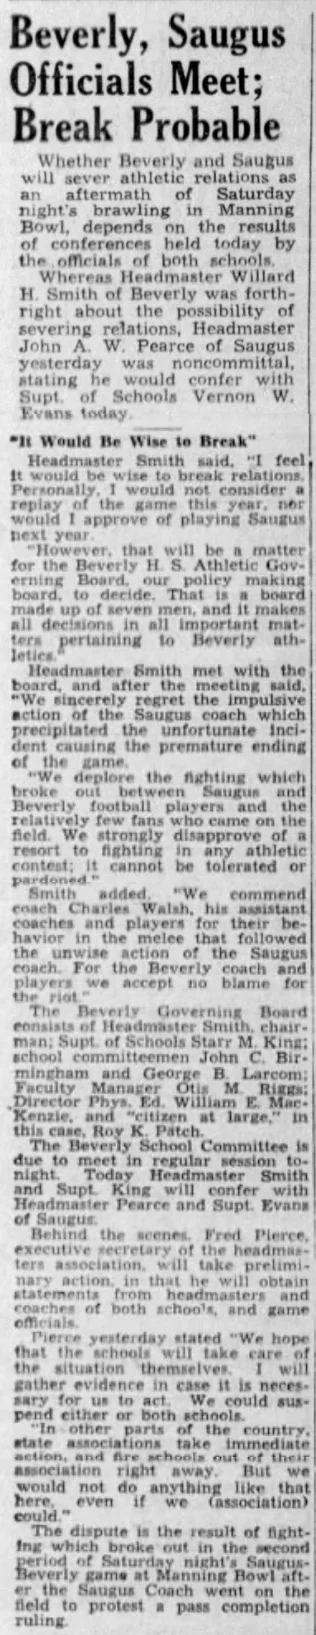 Beverly, Saugus
Officials Meet;
Break Probable
Whether Beverly and Saugus
will sever athletic relations as
an aftermath of Saturday
night's brawling in Manning
Bowl, depends on the results
of conferences held today by
the officials of both schools.
Whereas Headmaster Willard
H. Smith of Beverly was forth-
right about the possibility of
severing relations, Headmaster
John A. W. Pearce of Saugus
yesterday was noncommittal,
stating he would confer with
Supt. of Schools Vernon W.
Evans today.
"It Would Be Wise to Break"
Headmaster Smith said, "I feel
it would be wise to break relations.
Personally, I would not consider a
replay of the game this year, nor
would I approve of playing Saugus
next year.
"However, that will be a matter
for the Beverly H. S. Athletic Gov-
erning Board, our policy making
board, to decide. That is a board
made up of seven men, and it makes
all decisions in all important mat-
ters pertaining to Beverly ath-
letics."
Headmaster Smith met with the
board, and after the meeting said,
"We sincerely regret the impulsive
action of the Saugus coach which
precipitated the unfortunate inci-
dent causing the premature ending
of the game.
"We deplore the fighting which
broke out between Saugus and
Beverly football players and the
relatively few fans who came on the
field. We strongly disapprove of a
resort to fighting in any athletic
contest; it cannot be tolerated or
pardoned."
Smith added, "We commend
coach Charles Walsh, his assistant
coaches and players for their be-
havior in the melee that followed
the unwise action of the Saugus
coach. For the Beverly coach and
players we accept no blame for
the riot."
The Beverly Governing Board
consists of Headmaster Smith, chair-
man; Supt. of Schools Starr M. King;
school committeemen John C. Bir-
mingham and George B. Larcom;
Faculty Manager Otis M. Riggs;
Director Phys. Ed. William E. Mac-
Kenzie, and "citizen at large," in
this case, Roy K. Patch.
The Beverly School Committee is
due to meet in regular session to-
night. Today Headmaster Smith
and Supt. King will confer with
Headmaster Pearce and Supt. Evans
of Saugus.
Behind the scenes, Fred Pierce,
executive secretary of the headmas-
ters association, will take prelimi-
nary action, in that he will obtain
statements from headmasters and
coaches of both schools, and game
officials.
Pierce yesterday stated "We hope
that the schools will take care of
the situation themselves. I will
gather evidence in case it is neces-
sary for us to act. We could sus-
pend either or both schools.
"In other parts of the country,
state associations take immediate
action, and fire schools out of their
association right away. But we
would not do anything like that
here, even if we (association)
could."
The dispute is the result of fight-
ing which broke out in the second
period of Saturday night's Saugus-
Beverly game at Manning Bowl aft-
er the Saugus Coach went on the
field to protest a pass completion
ruling.